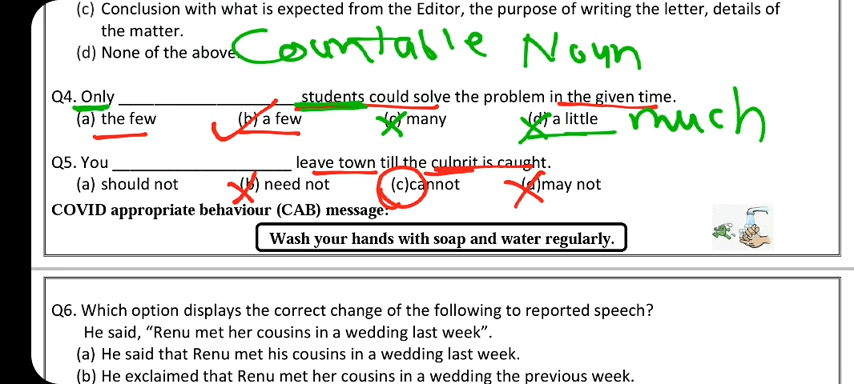 (c) Conclusion with what is expected from the Editor, the purpose of writing the letter, details of
the matter.
(d) None of the above. Countable Noun
Q4. Only ____________________ students could solve the problem in the given time.
(a) the few (b) a few (c) many (d) a little much
Q5. You ____________________ leave town till the culprit is caught.
(a) should not (b) need not (c)cannot (d)may not
COVID appropriate behaviour (CAB) message:
Wash your hands with soap and water regularly.
Q6. Which option displays the correct change of the following to reported speech?
He said, “Renu met her cousins in a wedding last week”.
(a) He said that Renu met his cousins in a wedding last week.
(b) He exclaimed that Renu met her cousins in a wedding the previous week.